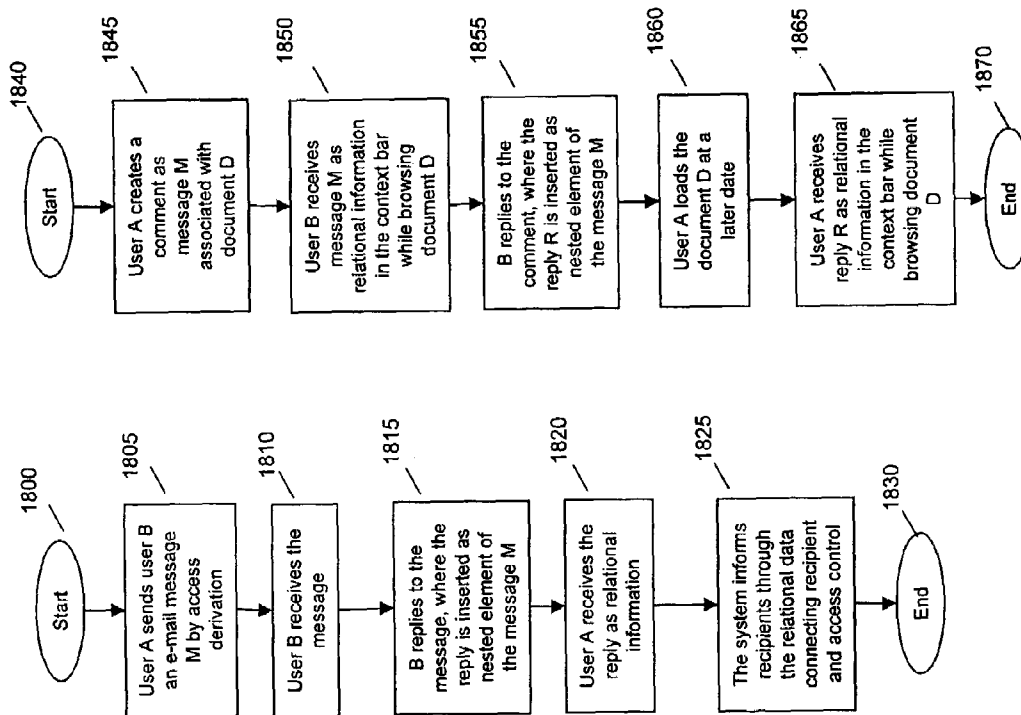 1800
Start
1805
User A sends user B
an e-mail message
M by access
derivation
1810
User B receives the
message
1815
B replies to the
message, where the
reply is inserted as
nested element of
the message M
1820
User A receives the
reply as relational
information
1825
The system informs
recipients through
the relational data
connecting recipient
and access control
1830
End
1840
Start
1845
User A creates a
comment as
message M
associated with
document D
1850
User B receives
message M as
relational information
in the context bar
while browsing
document D
1855
B replies to the
comment, where the
reply R is inserted as
nested element of
the message M
1860
User A loads the
document D at a
later date
1865
User A receives
reply R as relational
information in the
context bar while
browsing document
D
1870
End